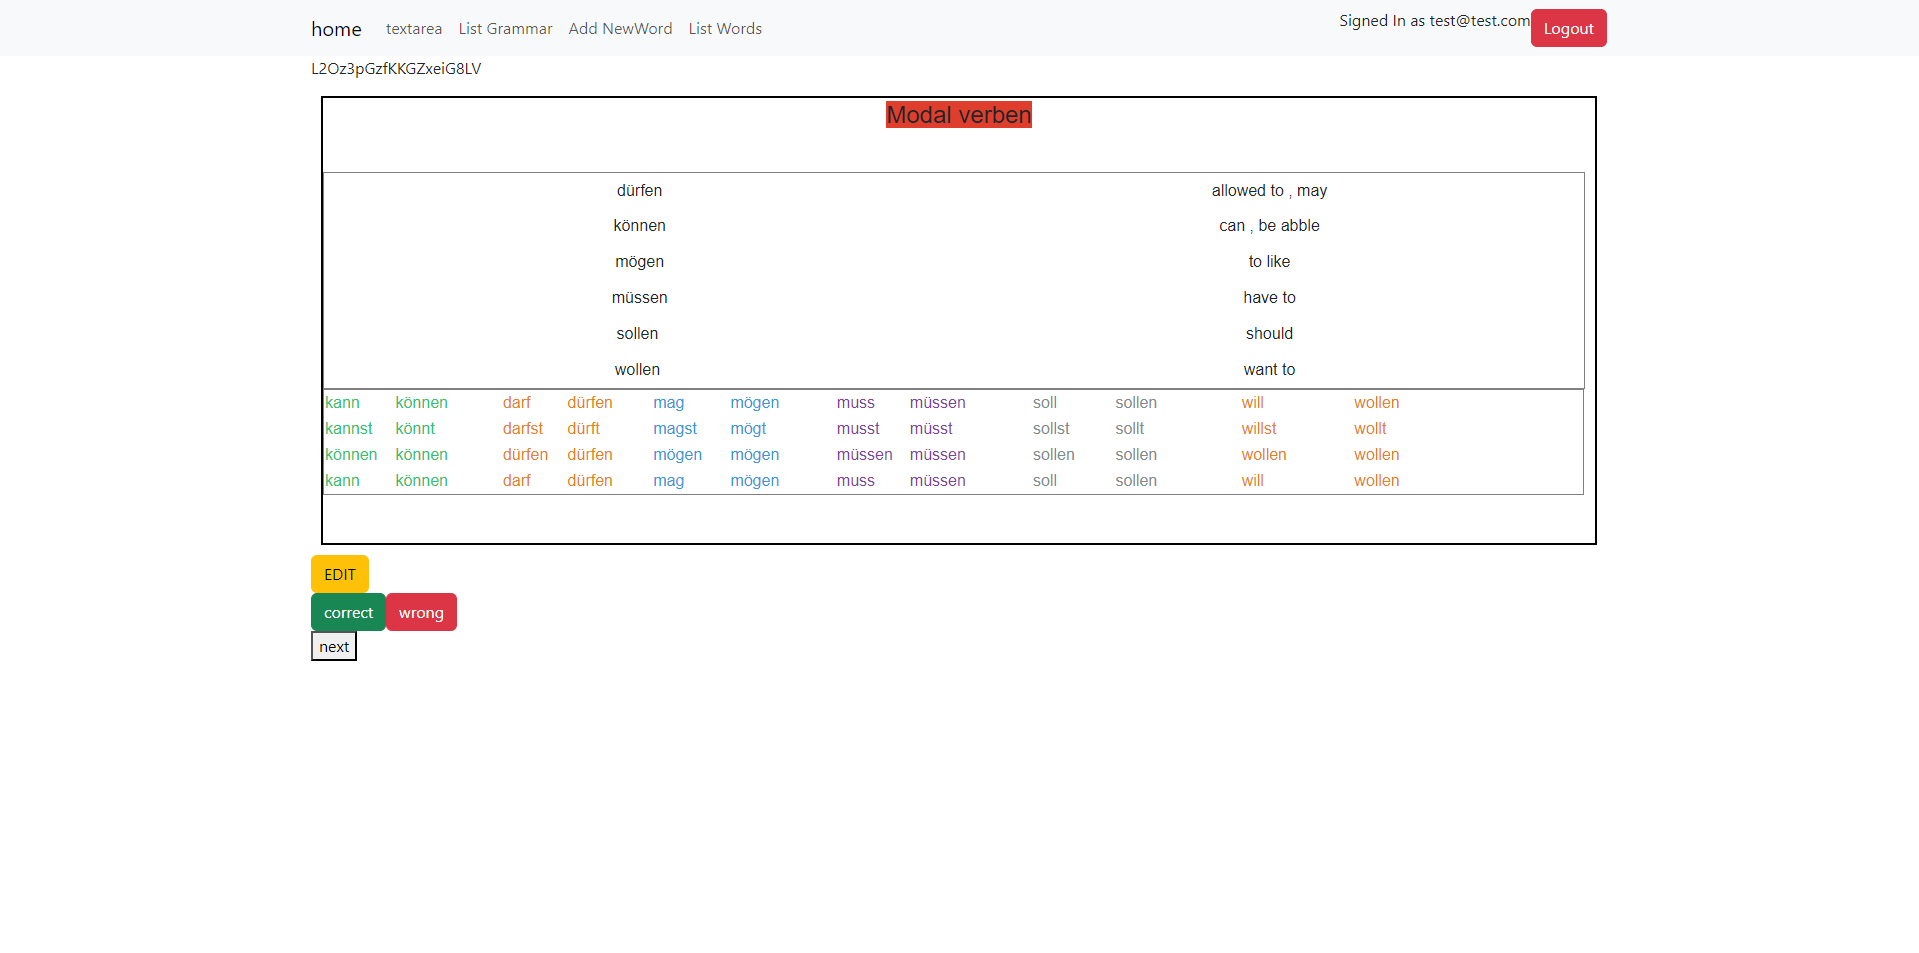 home textarea List Grammar Add NewWord List Words Signed In as test@test.com Logout
L2Oz3pGzfKKGZxeiG8LV
Modal verben
dürfen allowed to , may
können can , be abble
mögen to like
müssen have to
sollen should
wollen want to
kann können darf dürfen mag mögen muss müssen soll sollen will wollen
kannst könnt darfst dürft magst mögt musst müsst sollst sollt willst wollt
können können dürfen dürfen mögen mögen müssen müssen sollen sollen wollen wollen
kann können darf dürfen mag mögen muss müssen soll sollen will wollen
EDIT
correct wrong
next